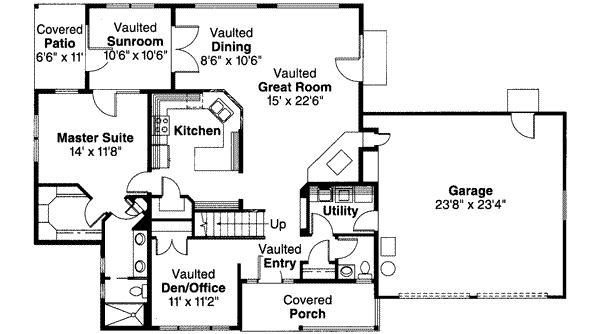 Covered
Patio
6'6" x 11'
Vaulted
Sunroom
10'6" x 10'6"
Vaulted
Dining
8'6" x 10'6"
Vaulted
Great Room
15' x 22'6"
Master Suite
14' x 11'8"
Kitchen
Garage
23'8" x 23'4"
Utility
Up
Vaulted
Entry
Vaulted
Den/Office
11' x 11'2"
Covered
Porch